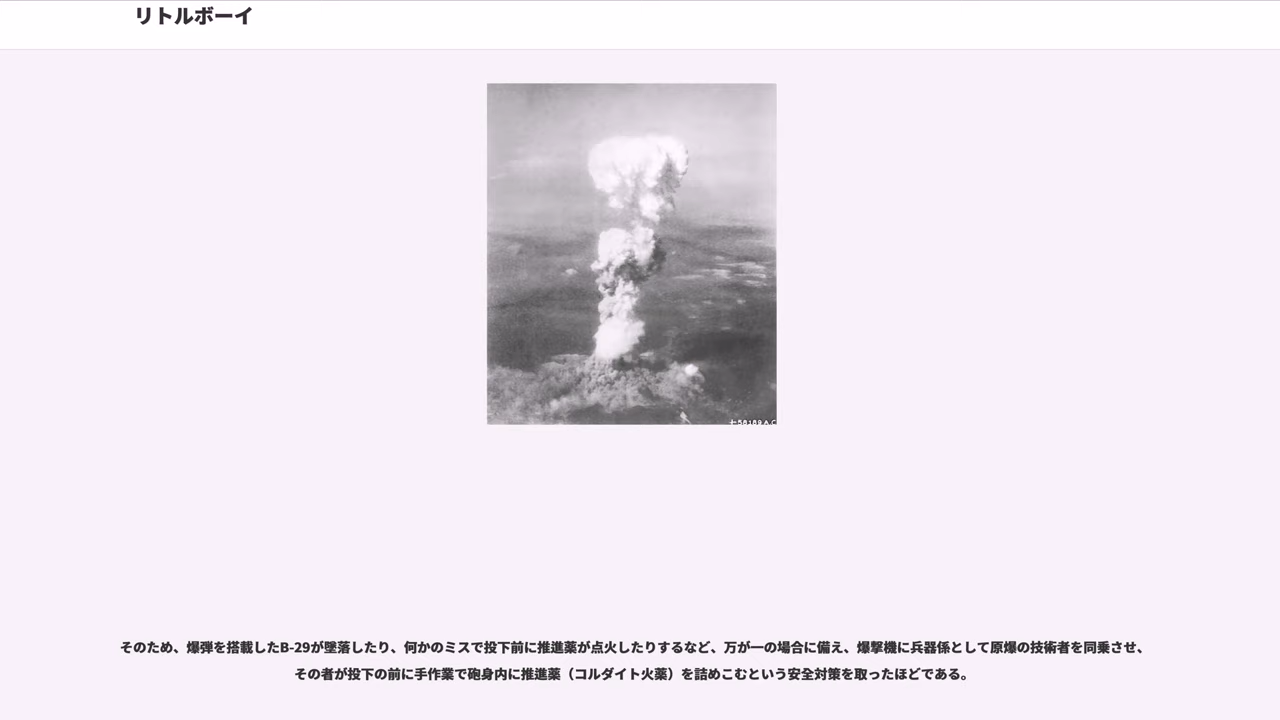 リトルボーイ
そのため、爆弾を搭載したB-29が墜落したり、何かのミスで投下前に推進薬が点火したりするなど、万が一の場合に備え、爆撃機に兵器係として原爆の技術者を同乗させ、
その者が投下の前に手作業で砲身内に推進薬（コルダイト火薬）を詰めこむという安全対策を取ったほどである。